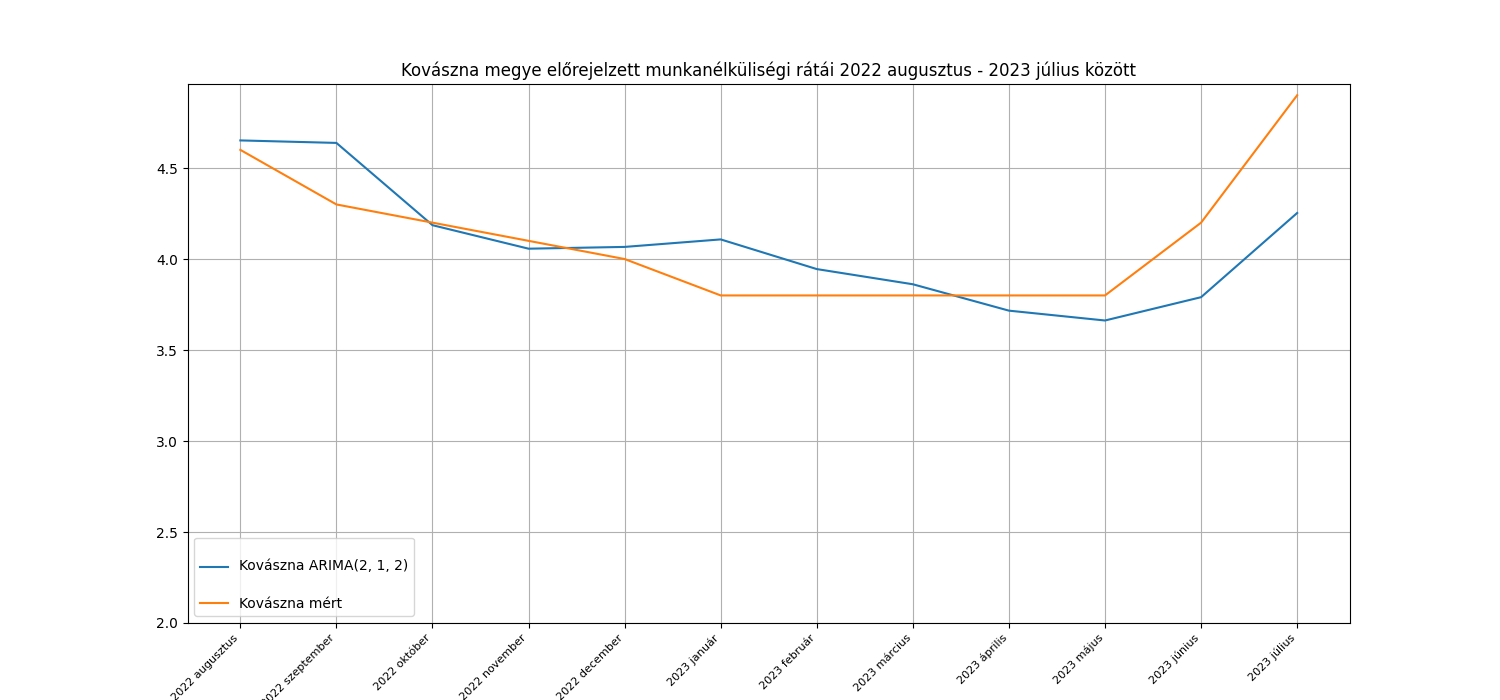 Kovászna megye előrejelzett munkanélküliségi rátái 2022 augusztus - 2023 július között
4.5
4.0
3.5
3.0
2.5
2.0
Kovászna ARIMA(2, 1, 2)
Kovászna mért
2022 augusztus
2022 szeptember
2022 október
2022 november
2022 december
2023 január
2023 február
2023 március
2023 április
2023 május
2023 június
2023 július